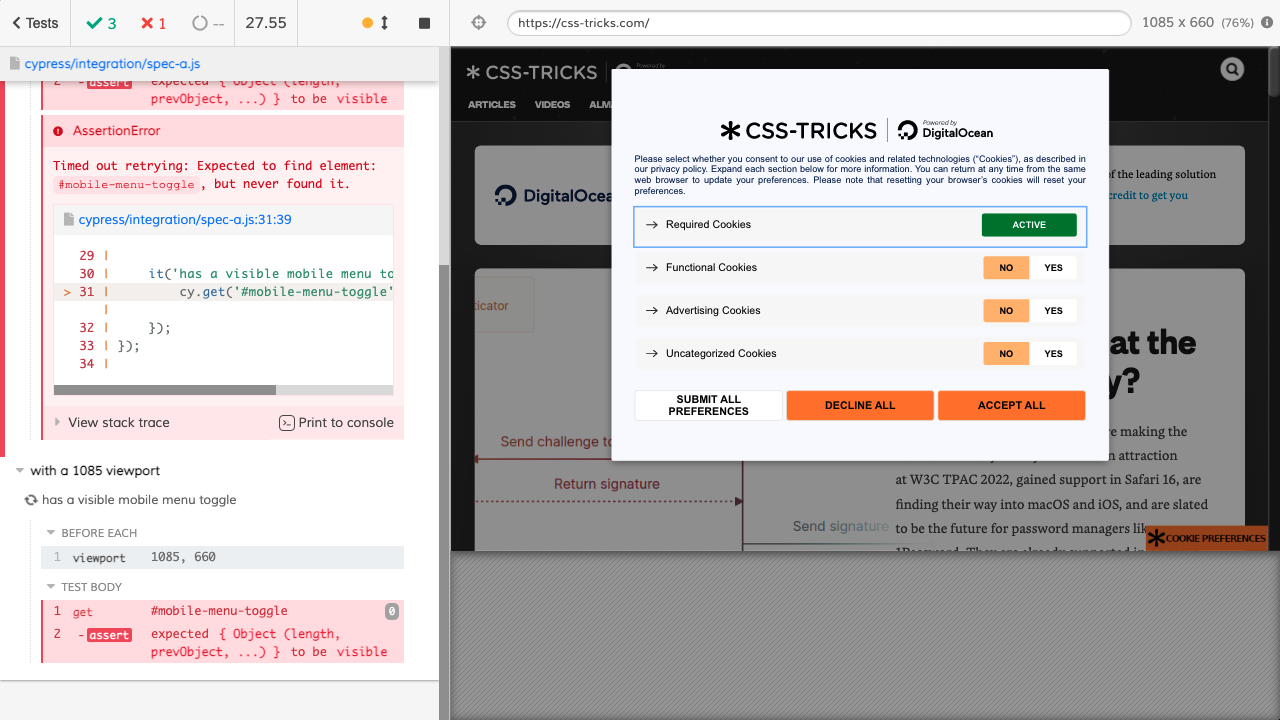 Tests
3
1
--
27.55
https://css-tricks.com/
1085 x 660 (76%)
cypress/integration/spec-a.js
2 - assert expected { Object (length,
prevObject, ...) } to be visible
AssertionError
Timed out retrying: Expected to find element:
#mobile-menu-toggle, but never found it.
cypress/integration/spec-a.js:31:39
29 |
30 | it('has a visible mobile menu to
> 31 | cy.get('#mobile-menu-toggle'
|
32 | });
33 | });
34 |
View stack trace
Print to console
with a 1085 viewport
has a visible mobile menu toggle
BEFORE EACH
1 viewport 1085, 660
TEST BODY
1 get #mobile-menu-toggle 0
2 - assert expected { Object (length,
prevObject, ...) } to be visible
CSS-TRICKS
Powered by
ARTICLES VIDEOS ALM
DigitalOcea
of the leading solution
credit to get you
ticator
at the
y?
Send challenge to
Return signature
Send signature
re making the
n attraction
at W3C TPAC 2022, gained support in Safari 16, are
finding their way into macOS and iOS, and are slated
to be the future for password managers lik
1Password. They are already supported in
COOKIE PREFERENCES
CSS-TRICKS
Powered by
DigitalOcean
Please select whether you consent to our use of cookies and related technologies ("Cookies"), as described in
our privacy policy. Expand each section below for more information. You can return at any time from the same
web browser to update your preferences. Please note that resetting your browser's cookies will reset your
preferences.
Required Cookies ACTIVE
Functional Cookies NO YES
Advertising Cookies NO YES
Uncategorized Cookies NO YES
SUBMIT ALL
PREFERENCES
DECLINE ALL
ACCEPT ALL